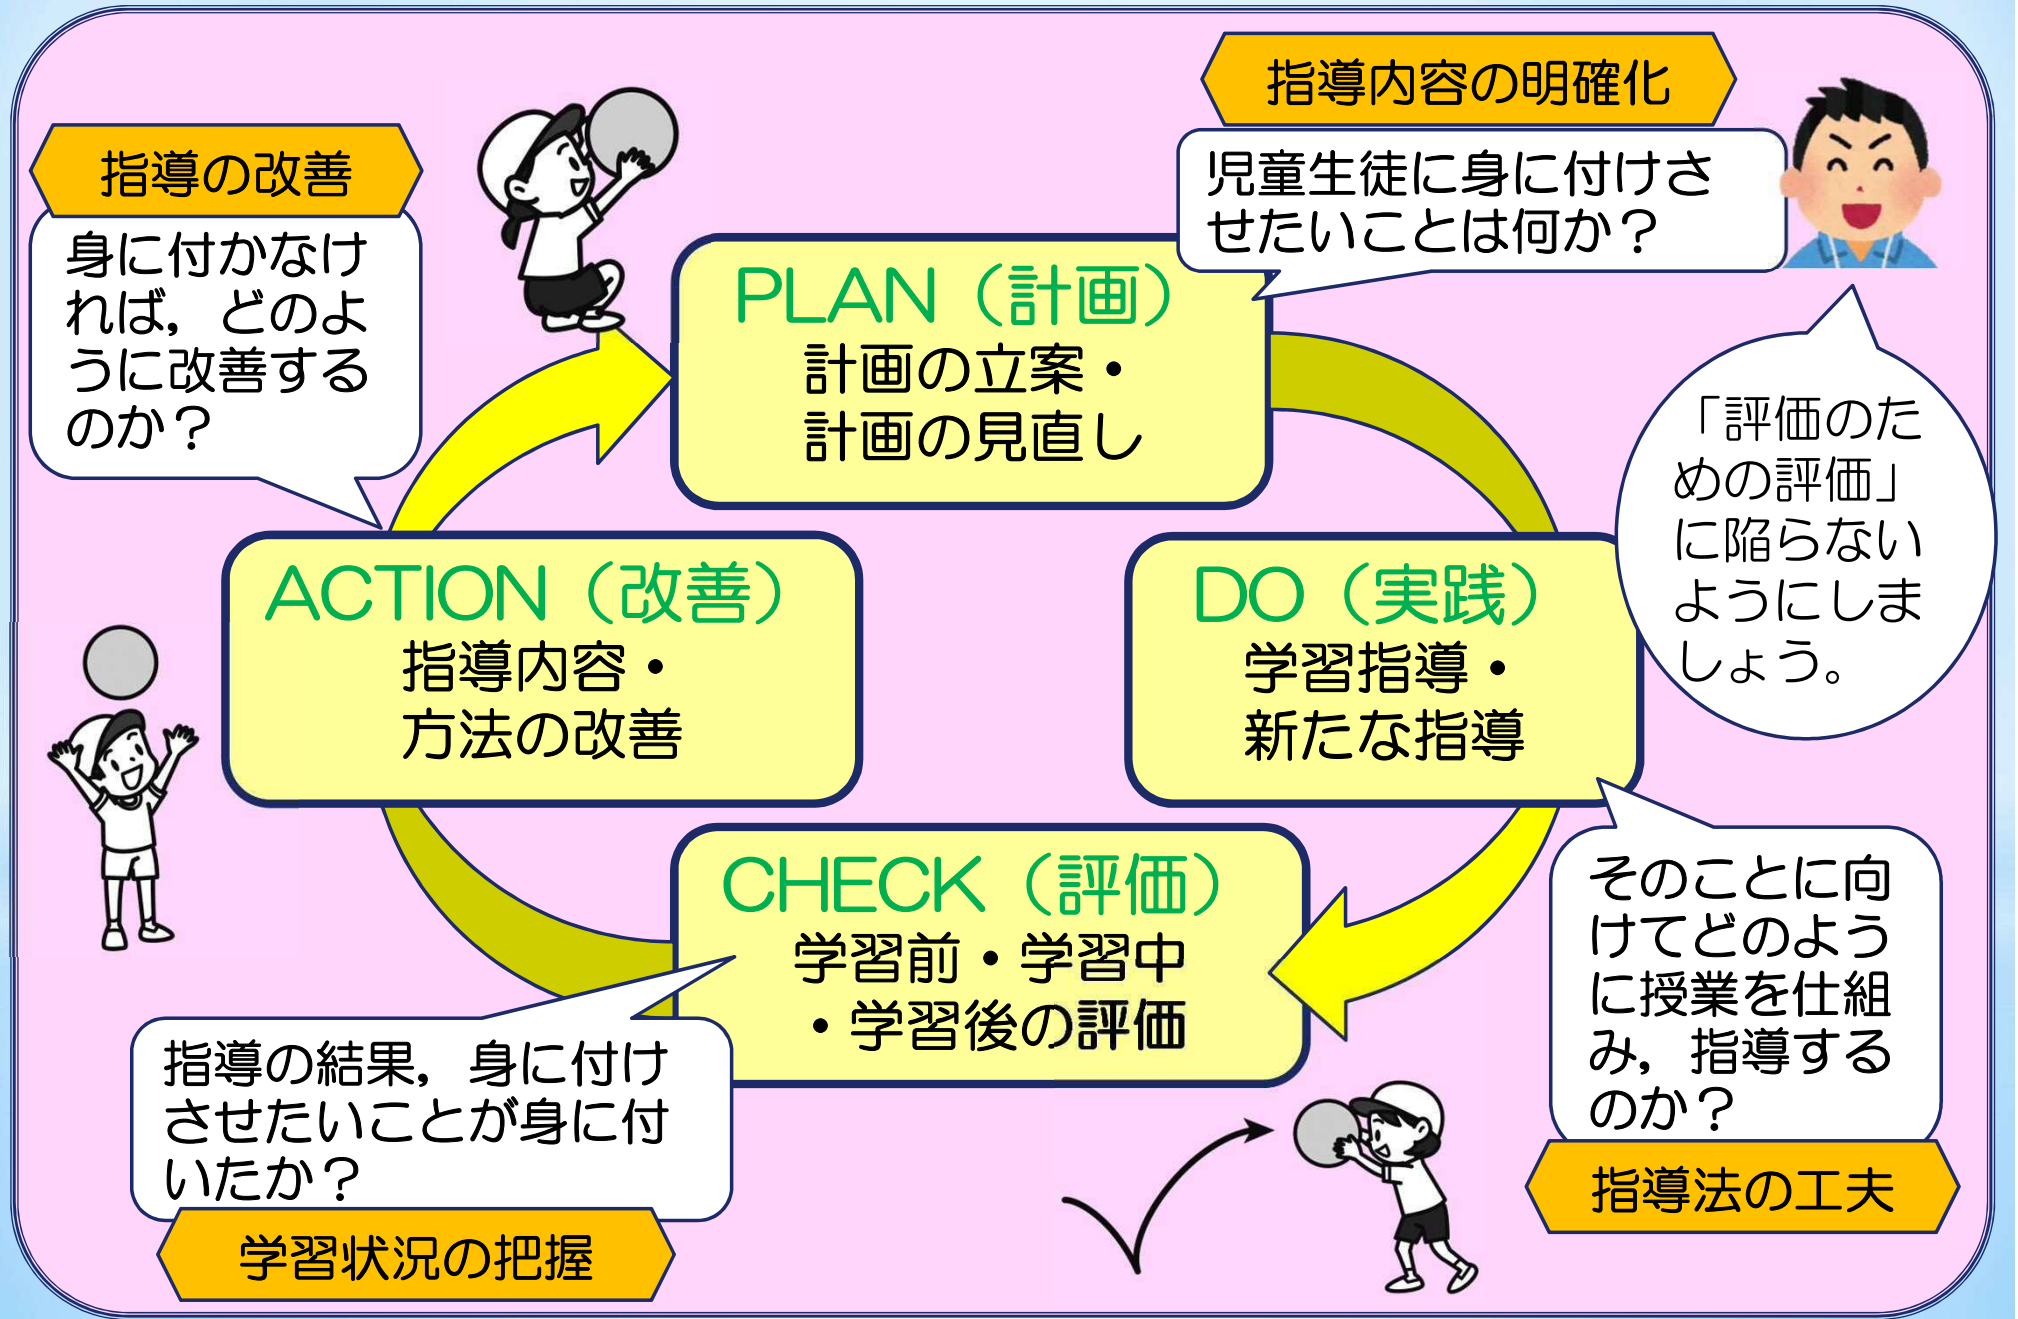 指導内容の明確化
児童生徒に身に付けさ
せたいことは何か？
指導の改善
身に付かなけ
れば，どのよ
うに改善する
のか？
PLAN（計画）
計画の立案・
計画の見直し
「評価のた
めの評価」
に陥らない
ようにしま
しょう。
ACTION（改善）
指導内容・
方法の改善
DO（実践）
学習指導・
新たな指導
CHECK（評価）
学習前・学習中
・学習後の評価
そのことに向
けてどのよう
に授業を仕組
み，指導する
のか？
指導法の工夫
指導の結果，身に付け
させたいことが身に付
いたか？
学習状況の把握